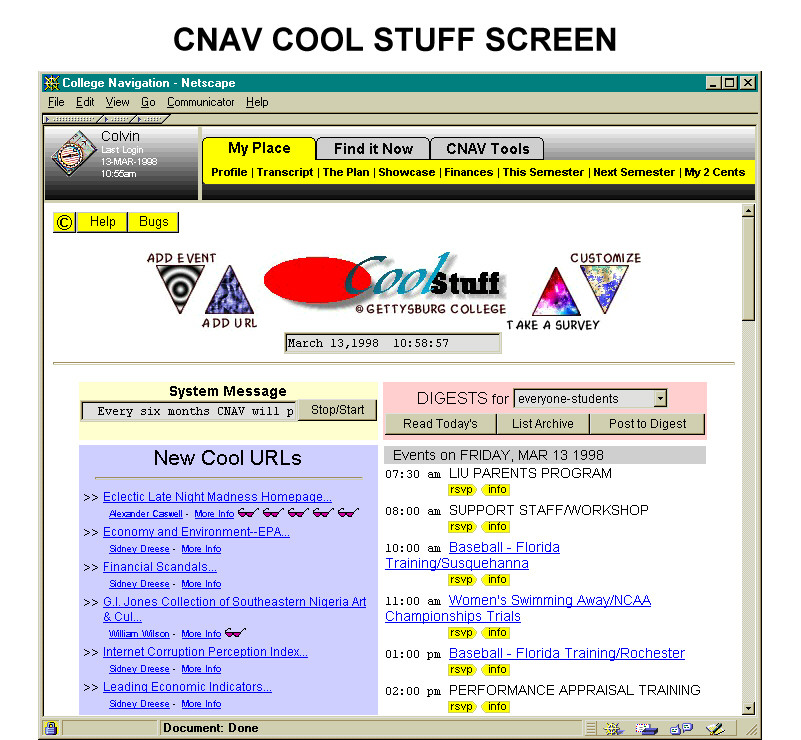 CNAV COOL STUFF SCREEN
College Navigation - Netscape
File Edit View Go Communicator Help
Colvin
Last Login
13-MAR-1998
10:55am
My Place Find it Now CNAV Tools
Profile | Transcript | The Plan | Showcase | Finances | This Semester | Next Semester | My 2 Cents
© Help Bugs
ADD EVENT
ADD URL
Cool Stuff
@ GETTYSBURG COLLEGE
CUSTOMIZE
TAKE A SURVEY
March 13,1998 10:58:57
System Message
Every six months CNAV will p Stop/Start
DIGESTS for everyone-students
Read Today's List Archive Post to Digest
New Cool URLs
>> Eclectic Late Night Madness Homepage...
Alexander Caswell - More Info
>> Economy and Environment--EPA...
Sidney Dreese - More Info
>> Financial Scandals...
Sidney Dreese - More Info
>> G.I. Jones Collection of Southeastern Nigeria Art
& Cul...
William Wilson - More Info
>> Internet Corruption Perception Index...
Sidney Dreese - More Info
>> Leading Economic Indicators...
Sidney Dreese - More Info
Events on FRIDAY, MAR 13 1998
07:30 am LIU PARENTS PROGRAM
rsvp info
08:00 am SUPPORT STAFF/WORKSHOP
rsvp info
10:00 am Baseball - Florida
Training/Susquehanna
rsvp info
11:00 am Women's Swimming Away/NCAA
Championships Trials
rsvp info
01:00 pm Baseball - Florida Training/Rochester
rsvp info
02:00 pm PERFORMANCE APPRAISAL TRAINING
rsvp info
Document: Done